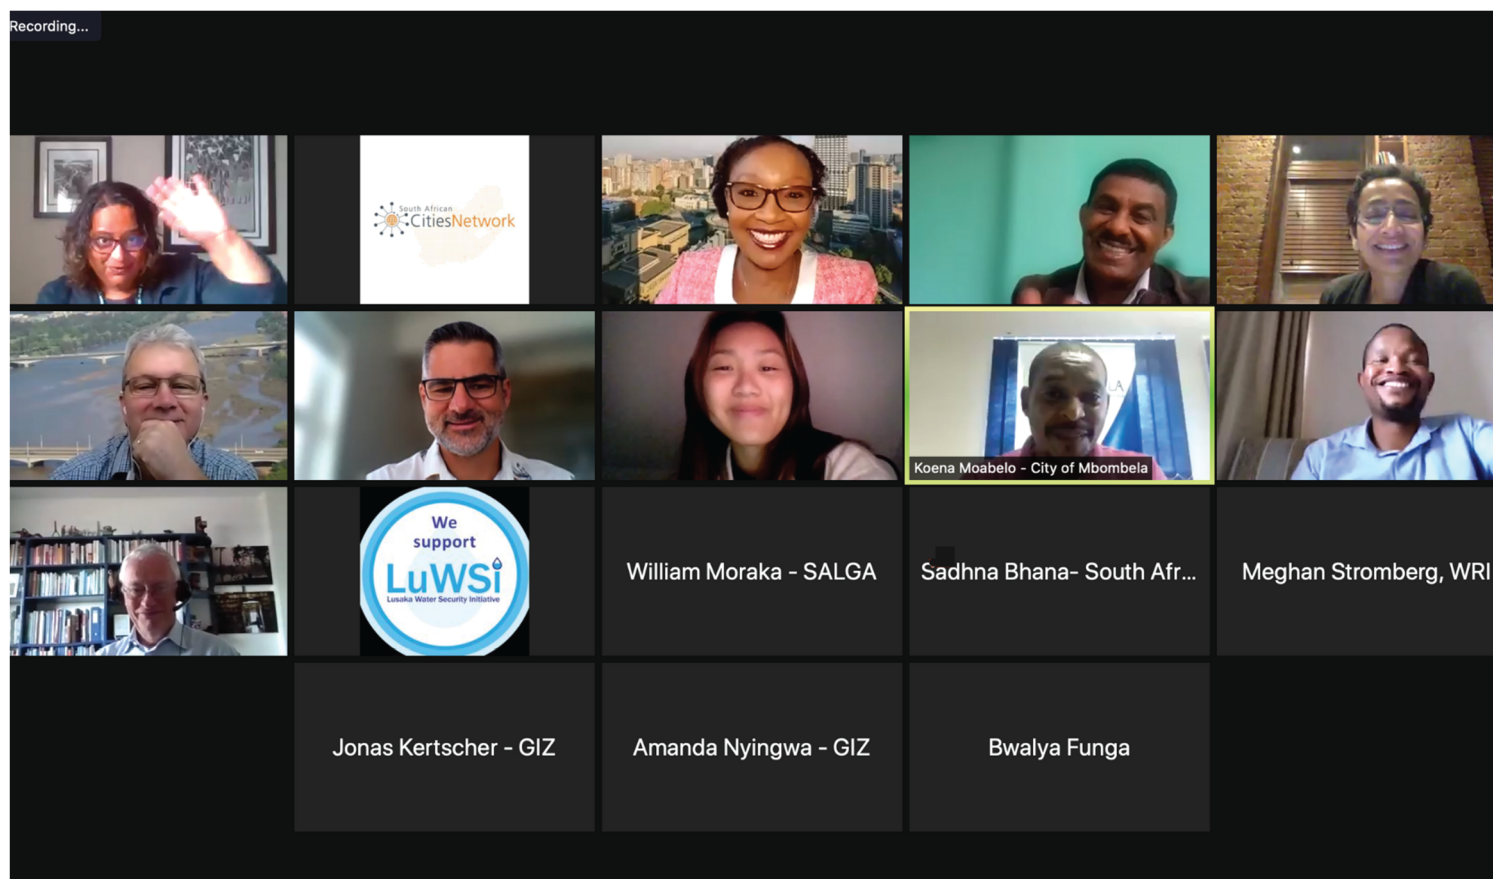 Recording...
South African
CitiesNetwork
Koena Moabelo - City of Mbombela
We
support
LuWSi
Lusaka Water Security Initiative
William Moraka - SALGA
Sadhna Bhana- South Afr...
Meghan Stromberg, WRI
Jonas Kertscher - GIZ
Amanda Nyingwa - GIZ
Bwalya Funga